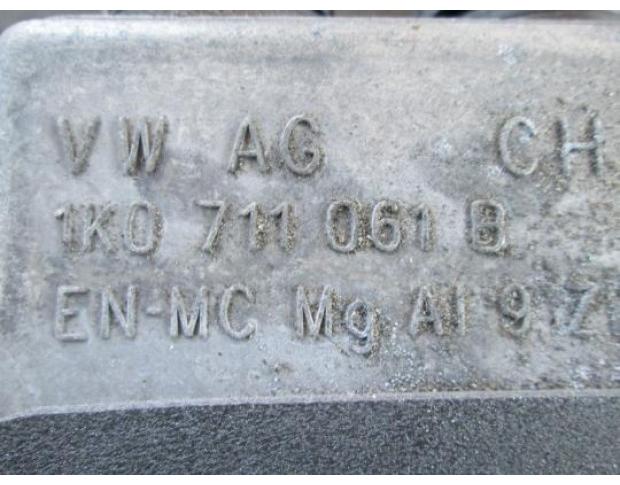 VW AG CH
1K0 711 061 B
EN-MC Mg Al 9 Z